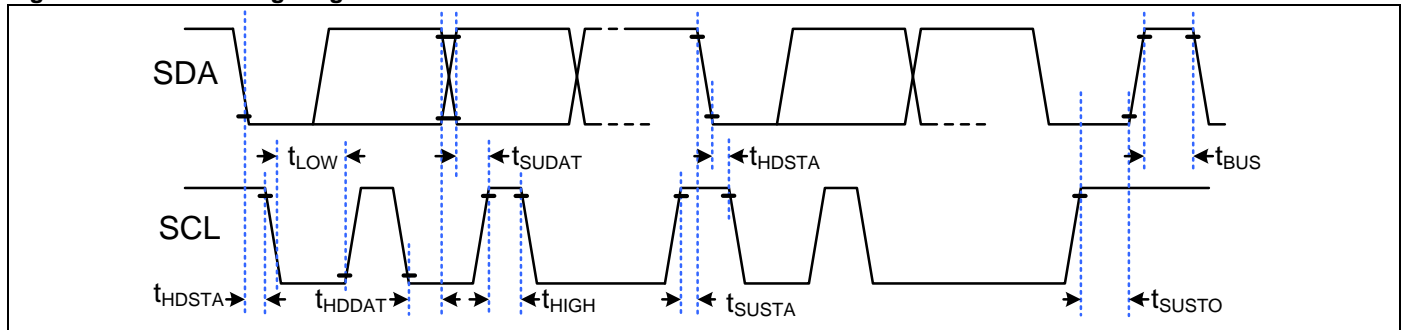 SDA
tLOW
tSUDAT
tHDSTA
tBUS
SCL
tHDSTA
tHDDAT
tHIGH
tSUSTA
tSUSTO